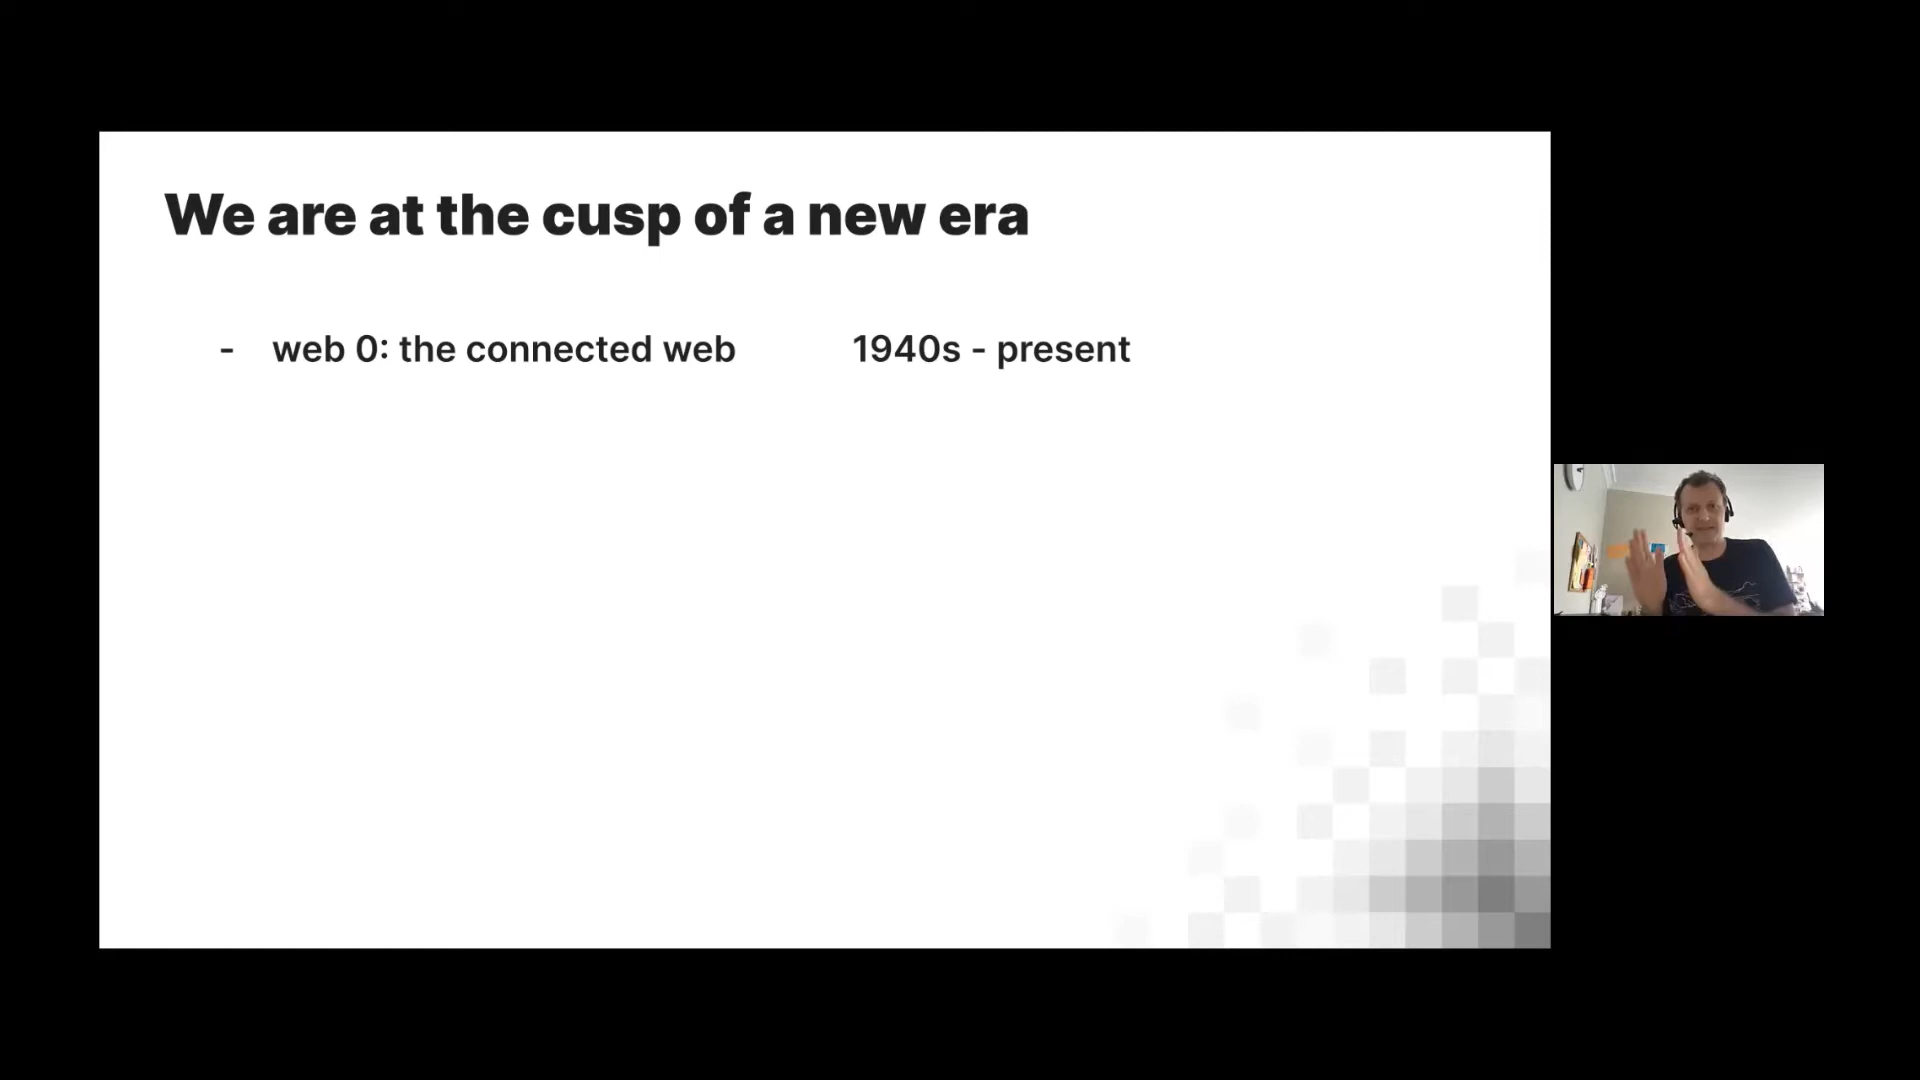 We are at the cusp of a new era
- web 0: the connected web 1940s - present